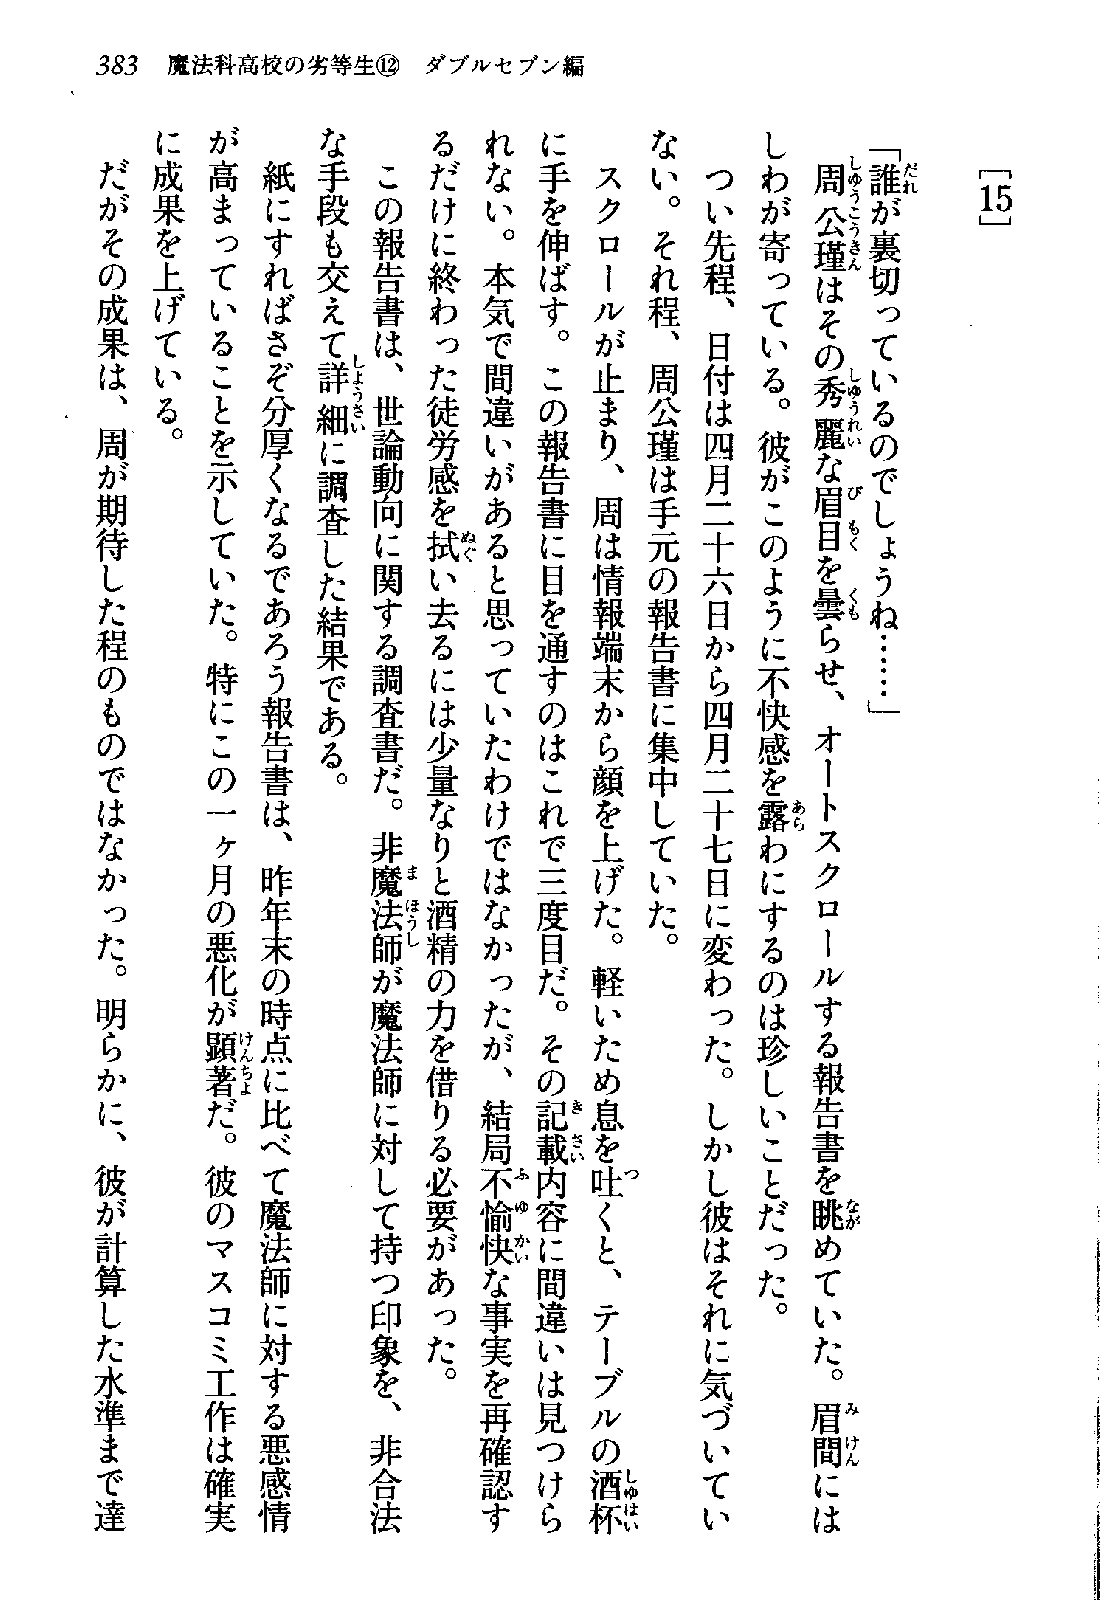 383　魔法科高校の劣等生⑫　ダブルセブン編
[15]
「誰が裏切っているのでしょうね……」
周公瑾はその秀麗な眉目を曇らせ、オートスクロールする報告書を眺めていた。眉間には
しわが寄っている。彼がこのように不快感を露わにするのは珍しいことだった。
つい先程、日付は四月二十六日から四月二十七日に変わった。しかし彼はそれに気づいてい
ない。それ程、周公瑾は手元の報告書に集中していた。
スクロールが止まり、周は情報端末から顔を上げた。軽いため息を吐くと、テーブルの酒杯
に手を伸ばす。この報告書に目を通すのはこれで三度目だ。その記載内容に間違いは見つけら
れない。本気で間違いがあると思っていたわけではなかったが、結局不愉快な事実を再確認す
るだけに終わった徒労感を拭い去るには少量なりと酒精の力を借りる必要があった。
この報告書は、世論動向に関する調査書だ。非魔法師が魔法師に対して持つ印象を、非合法
な手段も交えて詳細に調査した結果である。
紙にすればさぞ分厚くなるであろう報告書は、昨年末の時点に比べて魔法師に対する悪感情
が高まっていることを示していた。特にこの一ヶ月の悪化が顕著だ。彼のマスコミ工作は確実
に成果を上げている。
だがその成果は、周が期待した程のものではなかった。明らかに、彼が計算した水準まで達